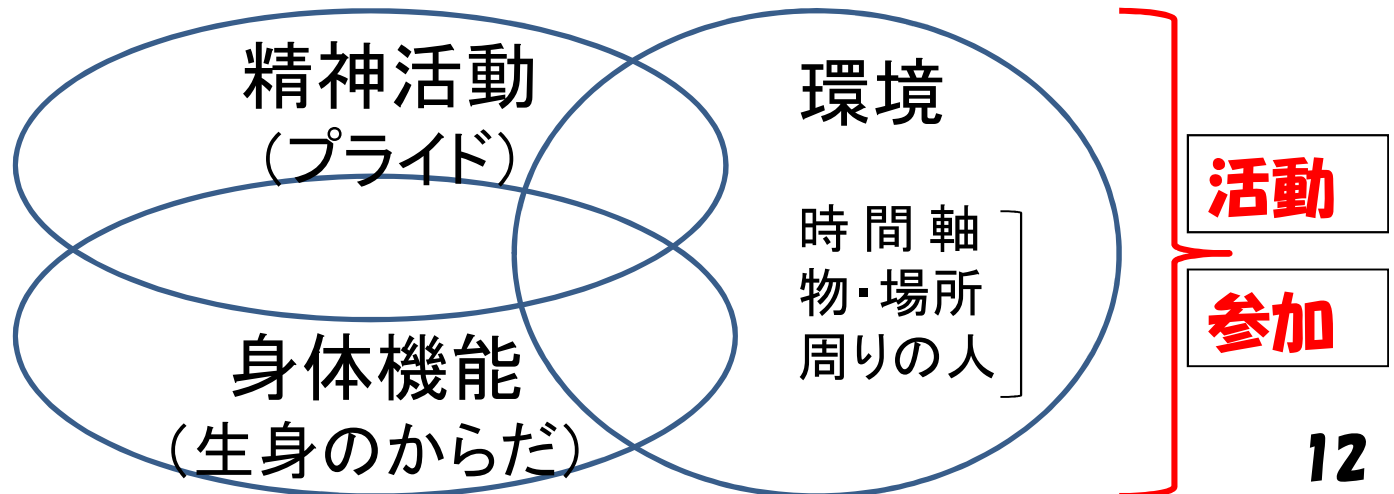 精神活動
(プライド)
身体機能
(生身のからだ)
環境
時間軸
物・場所
周りの人
活動
参加
12